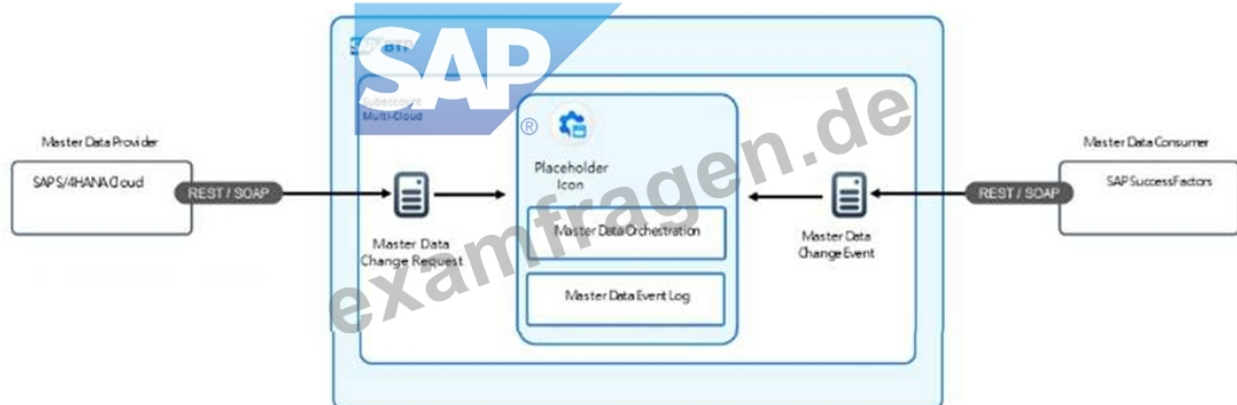 SAP BTP
SAP
®
Subaccount
Multi-Cloud
Master Data Provider
SAP S/4HANA Cloud
REST / SOAP
Master Data
Change Request
Placeholder
Icon
Master Data Orchestration
Master Data Event Log
Master Data
Change Event
REST / SOAP
Master Data Consumer
SAP SuccessFactors
examfragen.de